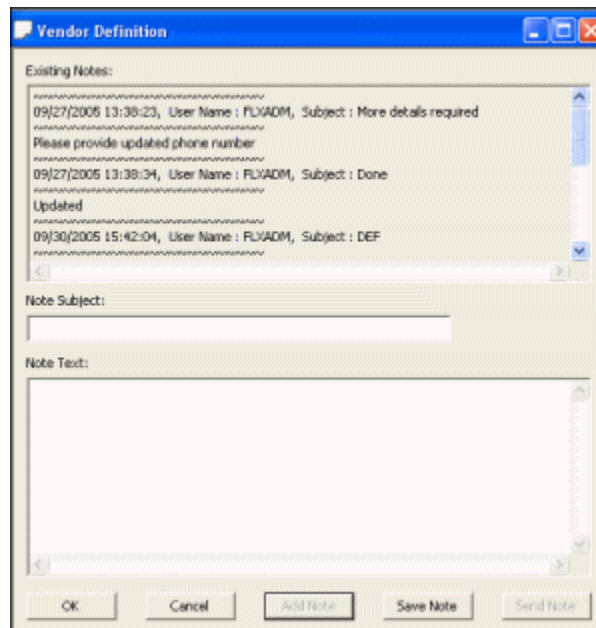 Vendor Definition
Existing Notes:
~~~~~~~~~~~~~~~~~~~~~~~~~~~~~~~~~
09/27/2005 13:38:23, User Name : FLXADM, Subject : More details required
~~~~~~~~~~~~~~~~~~~~~~~~~~~~~~~~~
Please provide updated phone number
~~~~~~~~~~~~~~~~~~~~~~~~~~~~~~~~~
09/27/2005 13:38:34, User Name : FLXADM, Subject : Done
~~~~~~~~~~~~~~~~~~~~~~~~~~~~~~~~~
Updated
~~~~~~~~~~~~~~~~~~~~~~~~~~~~~~~~~
09/30/2005 15:42:04, User Name : FLXADM, Subject : DEF
~~~~~~~~~~~~~~~~~~~~~~~~~~~~~~~~~
Note Subject:
Note Text:
OK Cancel Add Note Save Note Send Note